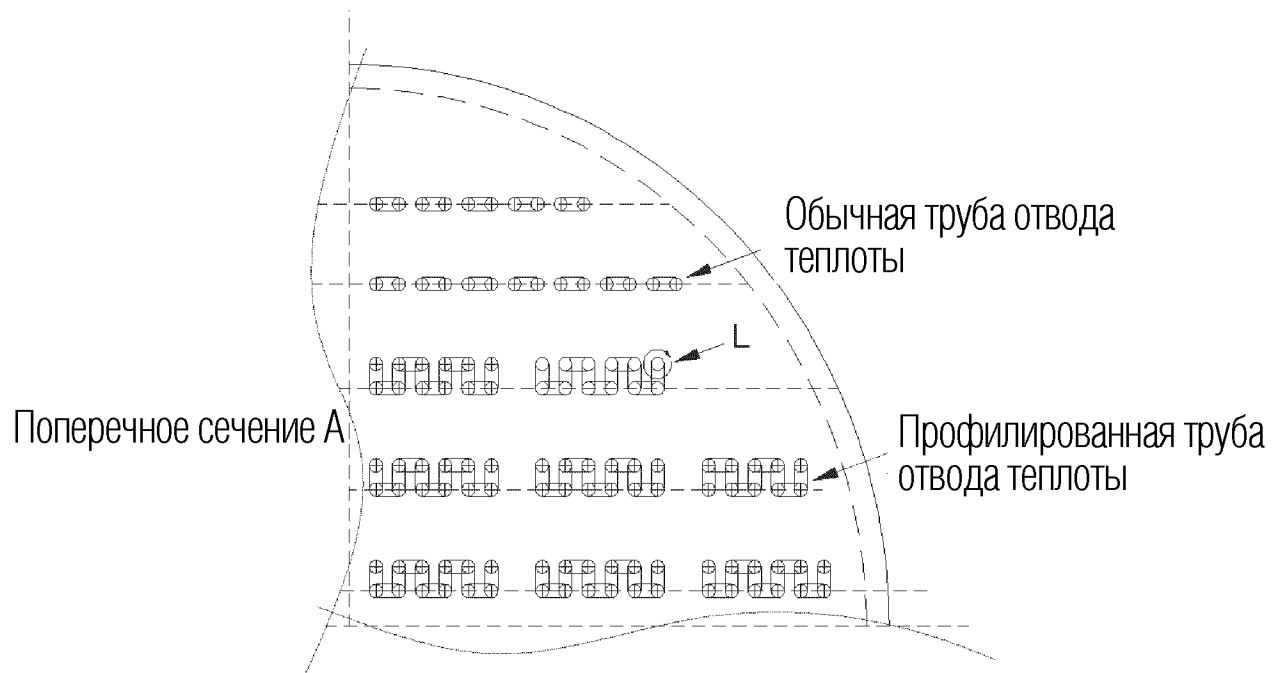 Обычная труба отвода
теплоты
L
Поперечное сечение А
Профилированная труба
отвода теплоты